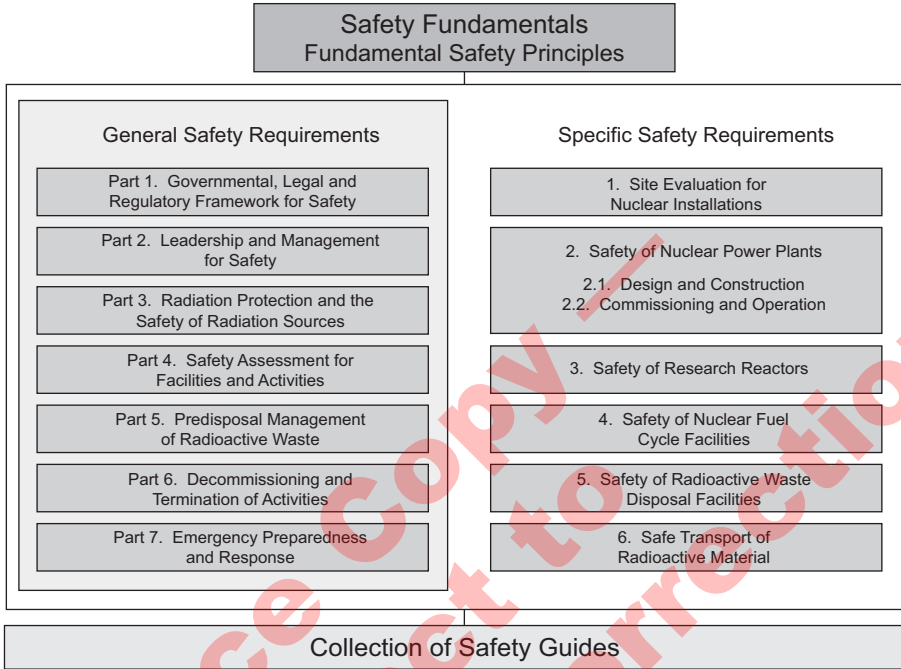 Safety Fundamentals
Fundamental Safety Principles
General Safety Requirements
Part 1. Governmental, Legal and
Regulatory Framework for Safety
Part 2. Leadership and Management
for Safety
Part 3. Radiation Protection and the
Safety of Radiation Sources
Part 4. Safety Assessment for
Facilities and Activities
Part 5. Predisposal Management
of Radioactive Waste
Part 6. Decommissioning and
Termination of Activities
Part 7. Emergency Preparedness
and Response
Specific Safety Requirements
1. Site Evaluation for
Nuclear Installations
2. Safety of Nuclear Power Plants
2.1. Design and Construction
2.2. Commissioning and Operation
3. Safety of Research Reactors
4. Safety of Nuclear Fuel
Cycle Facilities
5. Safety of Radioactive Waste
Disposal Facilities
6. Safe Transport of
Radioactive Material
Collection of Safety Guides
Copy —
to